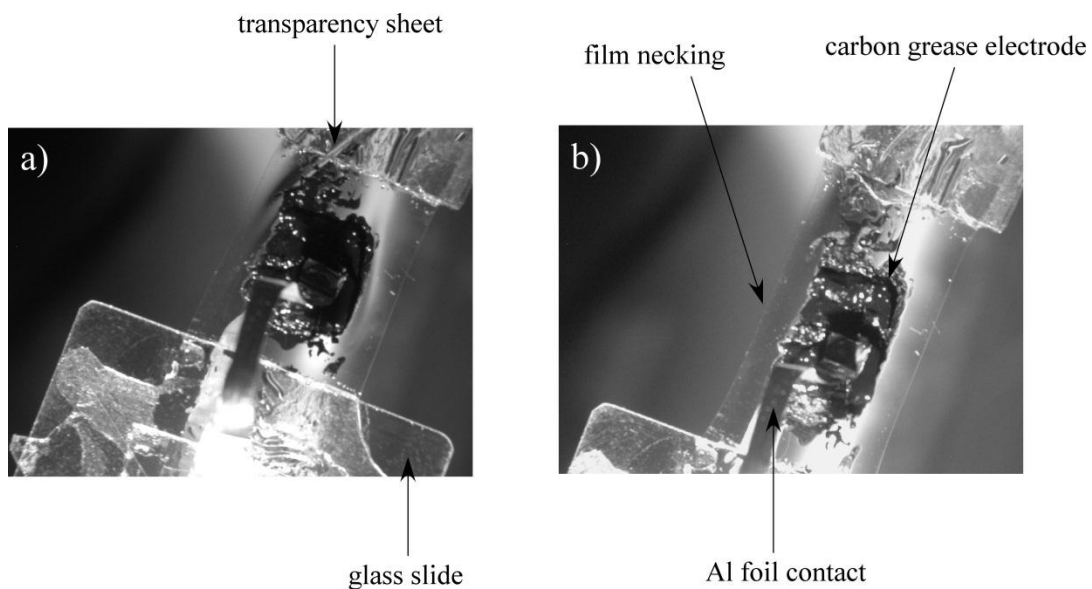 transparency sheet
film necking
carbon grease electrode
a)
b)
glass slide
Al foil contact